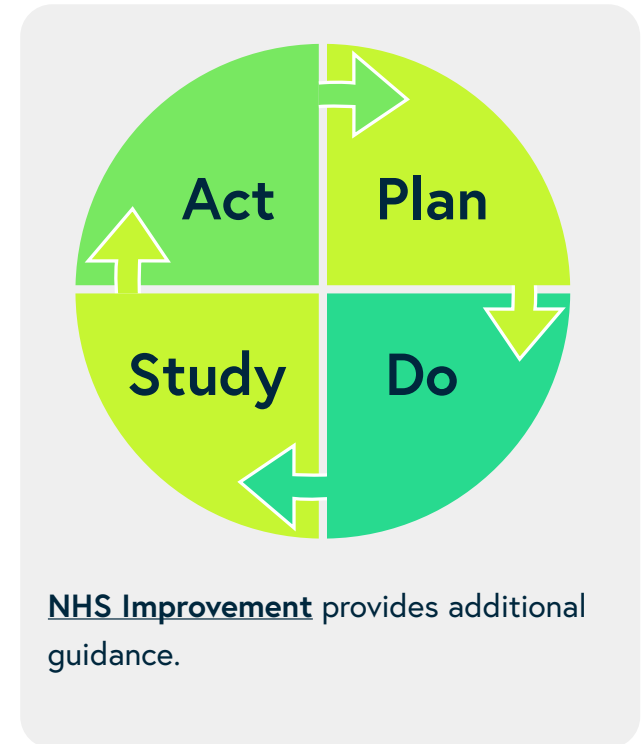 Act
Plan
Study
Do
NHS Improvement provides additional
guidance.